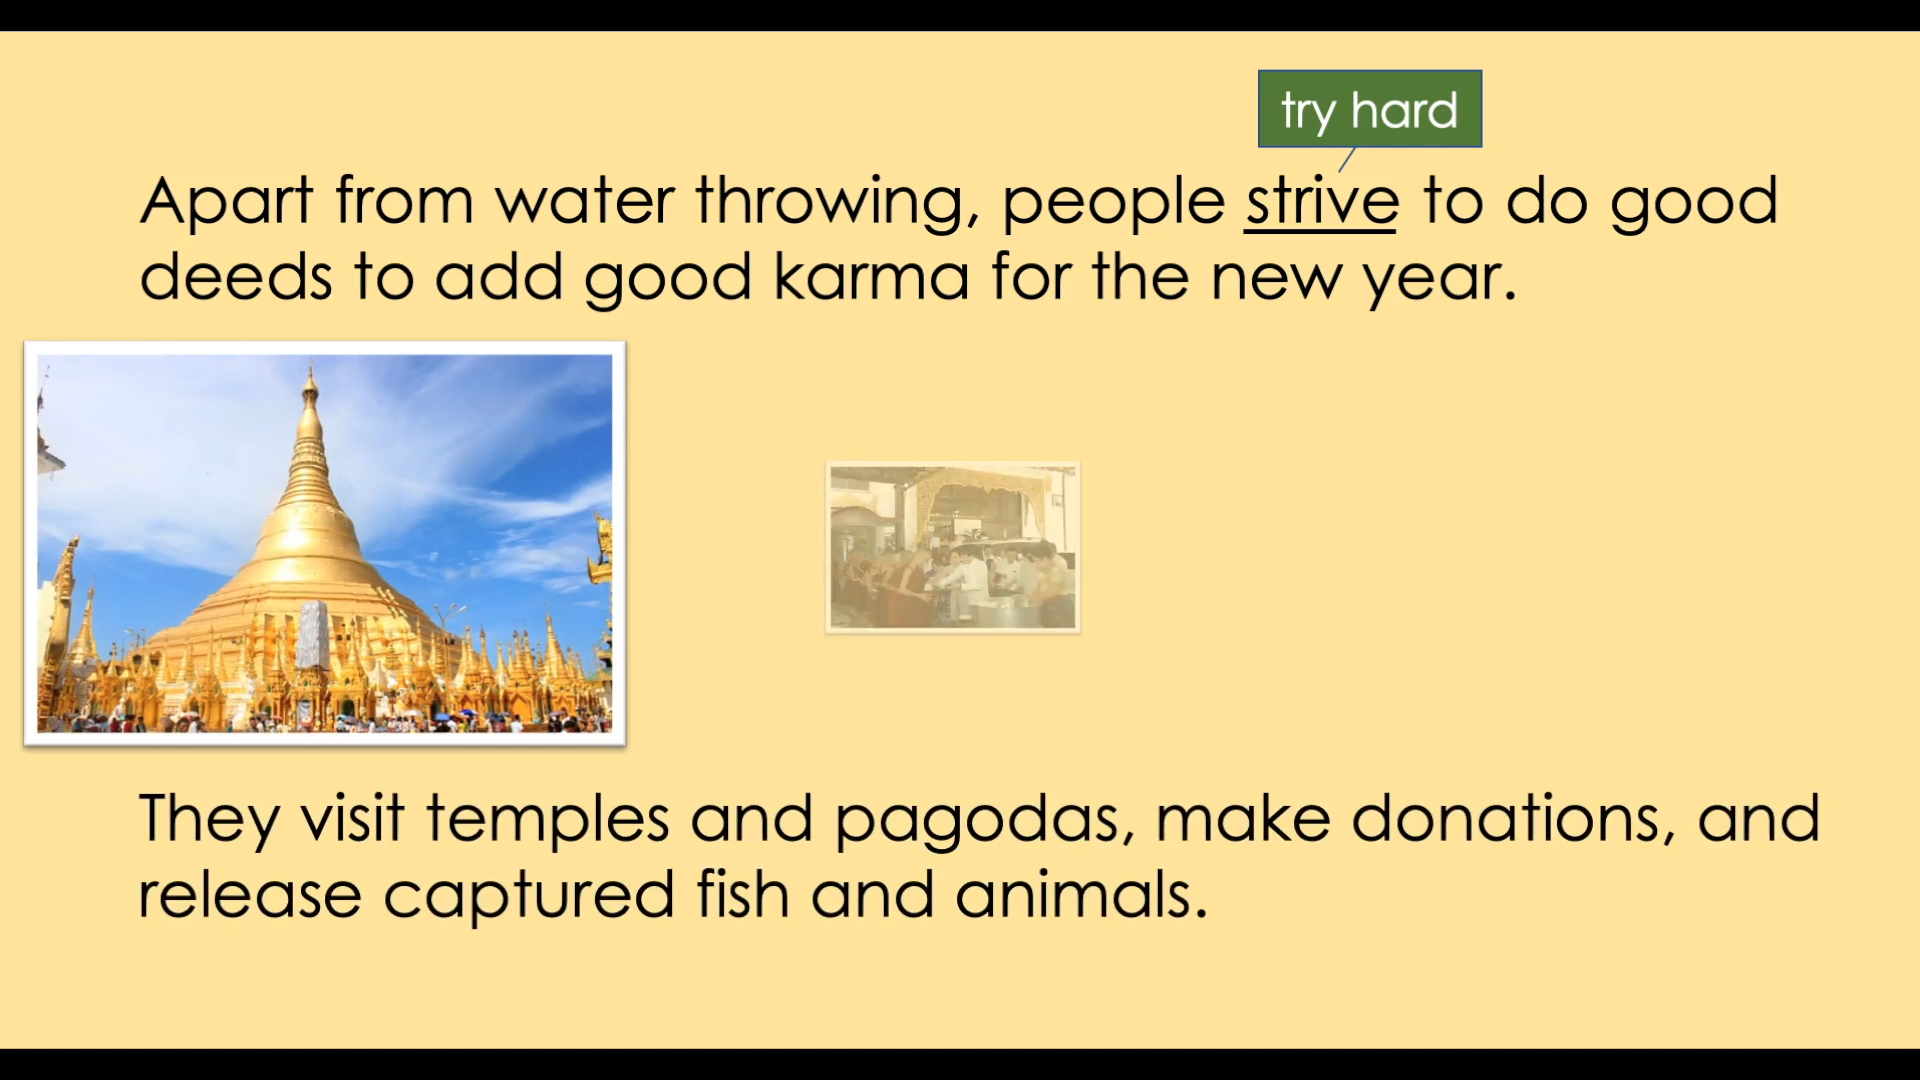 try hard
Apart from water throwing, people strive to do good
deeds to add good karma for the new year.
They visit temples and pagodas, make donations, and
release captured fish and animals.